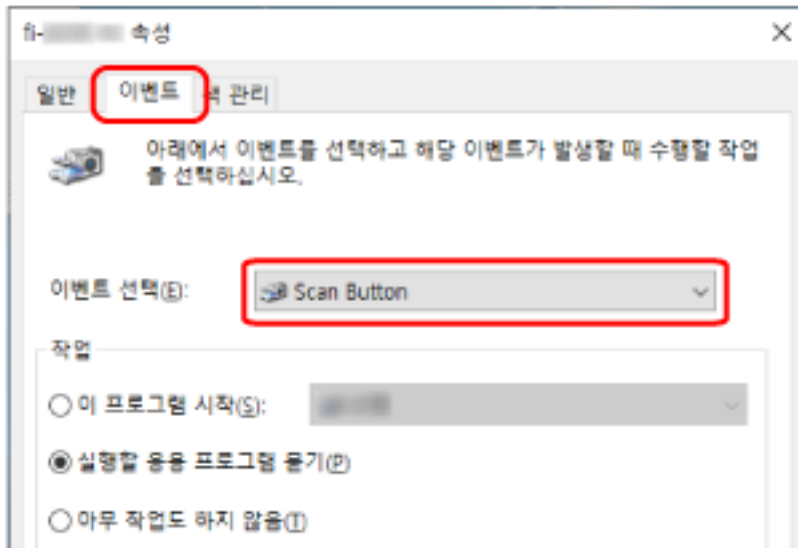 fi- 속성
일반 이벤트 색 관리
아래에서 이벤트를 선택하고 해당 이벤트가 발생할 때 수행할 작업
를 선택하십시오.
이벤트 선택(E): Scan Button
작업
이 프로그램 시작(S):
실행할 응용 프로그램 묻기(P)
아무 작업도 하지 않음(T)